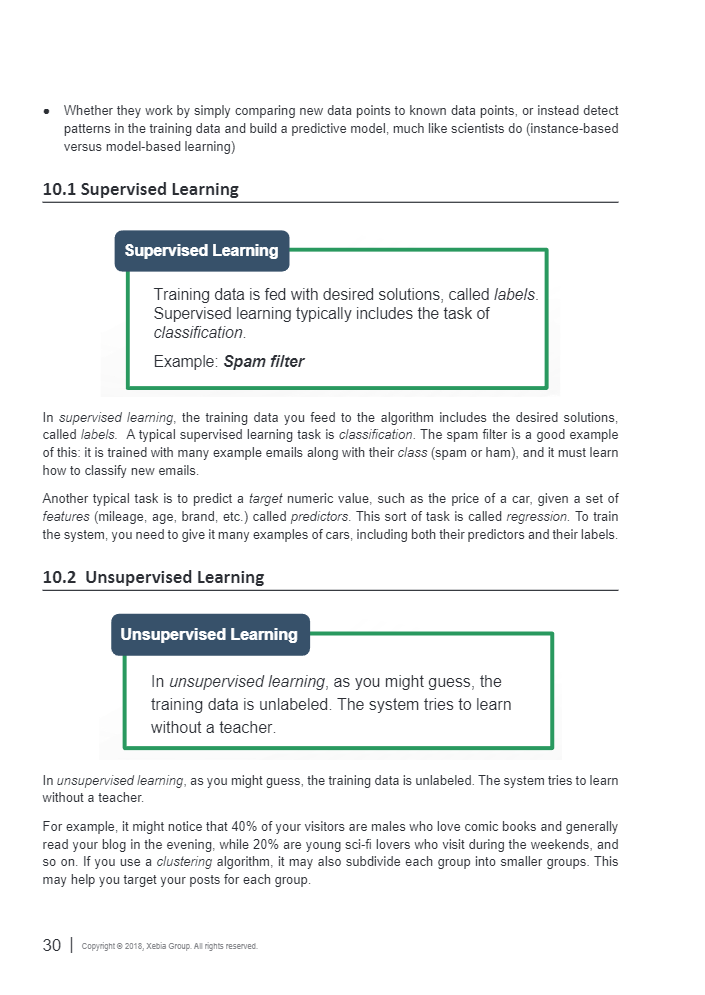 ● Whether they work by simply comparing new data points to known data points, or instead detect
patterns in the training data and build a predictive model, much like scientists do (instance-based
versus model-based learning)
10.1 Supervised Learning
Supervised Learning
Training data is fed with desired solutions, called labels.
Supervised learning typically includes the task of
classification.
Example: Spam filter
In supervised learning, the training data you feed to the algorithm includes the desired solutions,
called labels. A typical supervised learning task is classification. The spam filter is a good example
of this: it is trained with many example emails along with their class (spam or ham), and it must learn
how to classify new emails.
Another typical task is to predict a target numeric value, such as the price of a car, given a set of
features (mileage, age, brand, etc.) called predictors. This sort of task is called regression. To train
the system, you need to give it many examples of cars, including both their predictors and their labels.
10.2 Unsupervised Learning
Unsupervised Learning
In unsupervised learning, as you might guess, the
training data is unlabeled. The system tries to learn
without a teacher.
In unsupervised learning, as you might guess, the training data is unlabeled. The system tries to learn
without a teacher.
For example, it might notice that 40% of your visitors are males who love comic books and generally
read your blog in the evening, while 20% are young sci-fi lovers who visit during the weekends, and
so on. If you use a clustering algorithm, it may also subdivide each group into smaller groups. This
may help you target your posts for each group.
30 | Copyright © 2018, Xebia Group. All rights reserved.